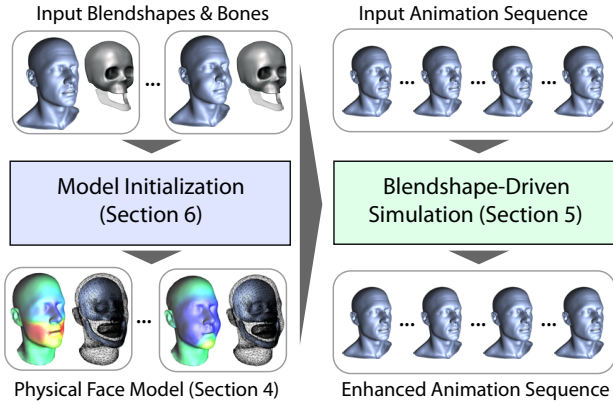 Input Blendshapes & Bones
...
Model Initialization
(Section 6)
...
Physical Face Model (Section 4)
Input Animation Sequence
... ... ...
Blendshape-Driven
Simulation (Section 5)
... ... ...
Enhanced Animation Sequence